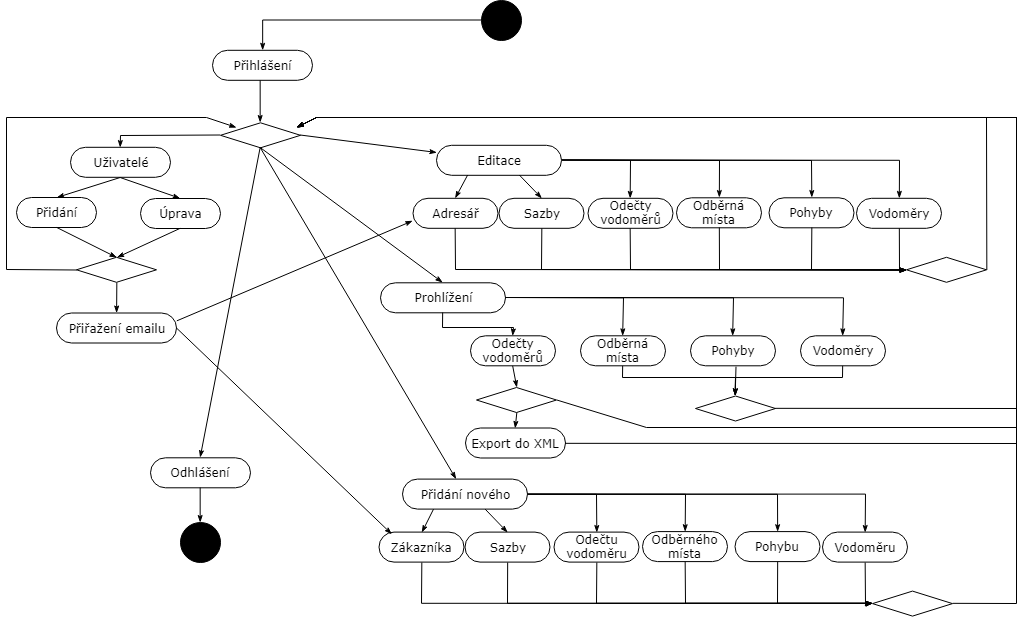 Přihlášení
Uživatelé
Přidání
Úprava
Přiřažení emailu
Editace
Adresář
Sazby
Odečty
vodoměrů
Odběrná
místa
Pohyby
Vodoměry
Prohlížení
Odečty
vodoměrů
Odběrná
místa
Pohyby
Vodoměry
Export do XML
Odhlášení
Přidání nového
Zákazníka
Sazby
Odečtu
vodoměru
Odběrného
místa
Pohybu
Vodoměru